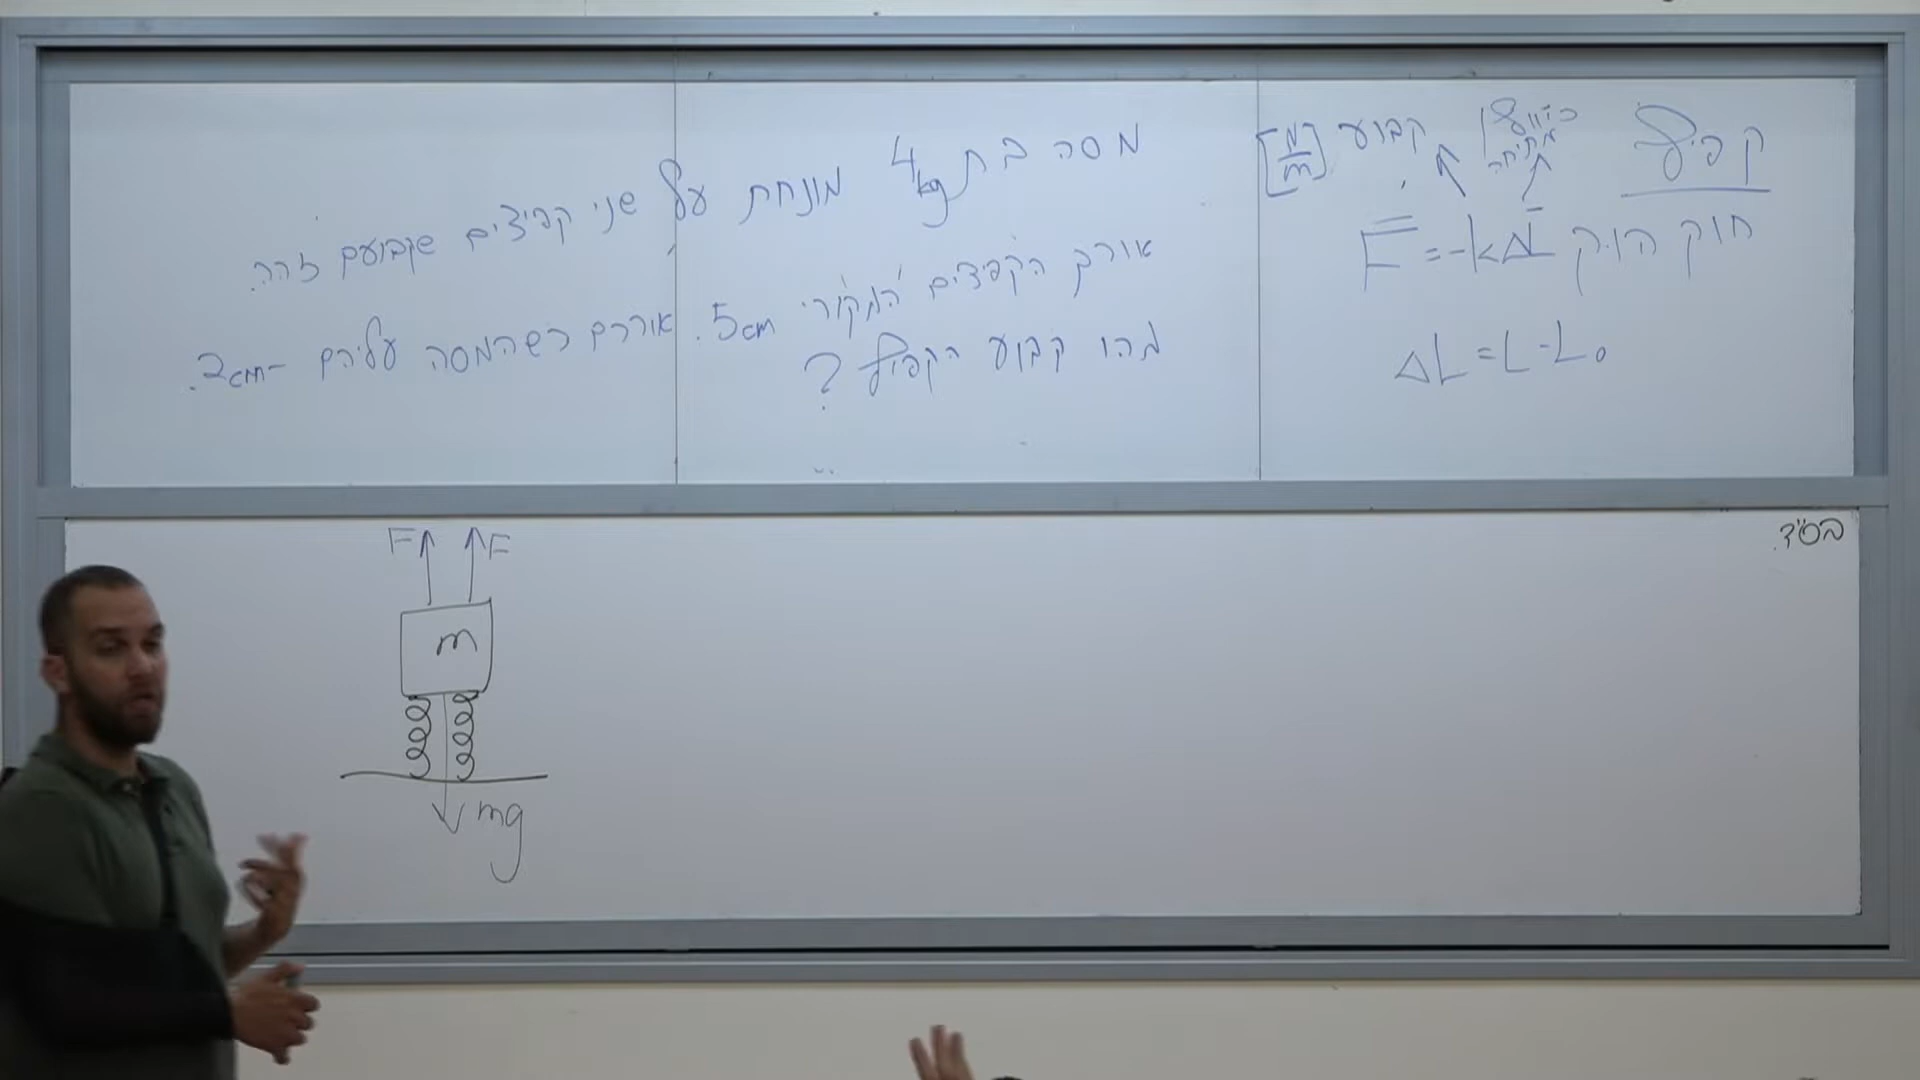 קפיץ
כיווץ / מתיחה
קבוע [N/m]
חוק הוק F = -kΔL
ΔL = L - L₀
מסה בת 4kg מונחת על שני קפיצים שקבועם זהה.
אורך הקפיצים המקורי 5cm. אורכם כשהמסה עליהם - 2cm.
מהו קבוע הקפיץ?
בס"ד.
F F
m
mg